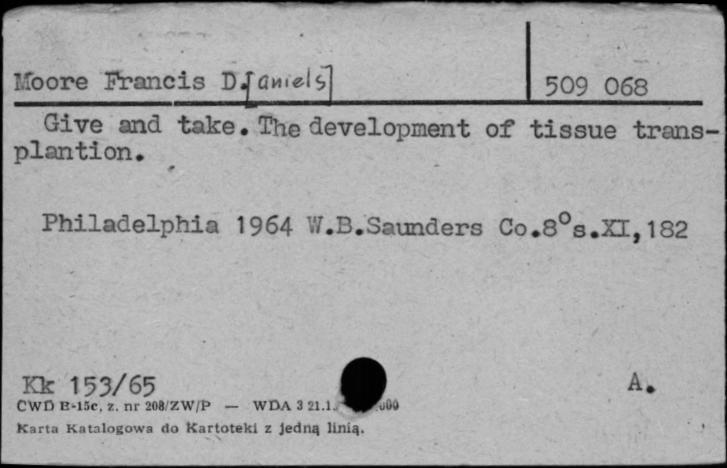 Moore Francis D.[aniels]
509 068
Give and take. The development of tissue trans-
plantion.
Philadelphia 1964 W.B.Saunders Co.8°s.XI,182
Kk 153/65
A.
CWD B-15c, z. nr 208/ZW/P — WDA 3 21.1. 000
Karta Katalogowa do Kartoteki z jedną linią.